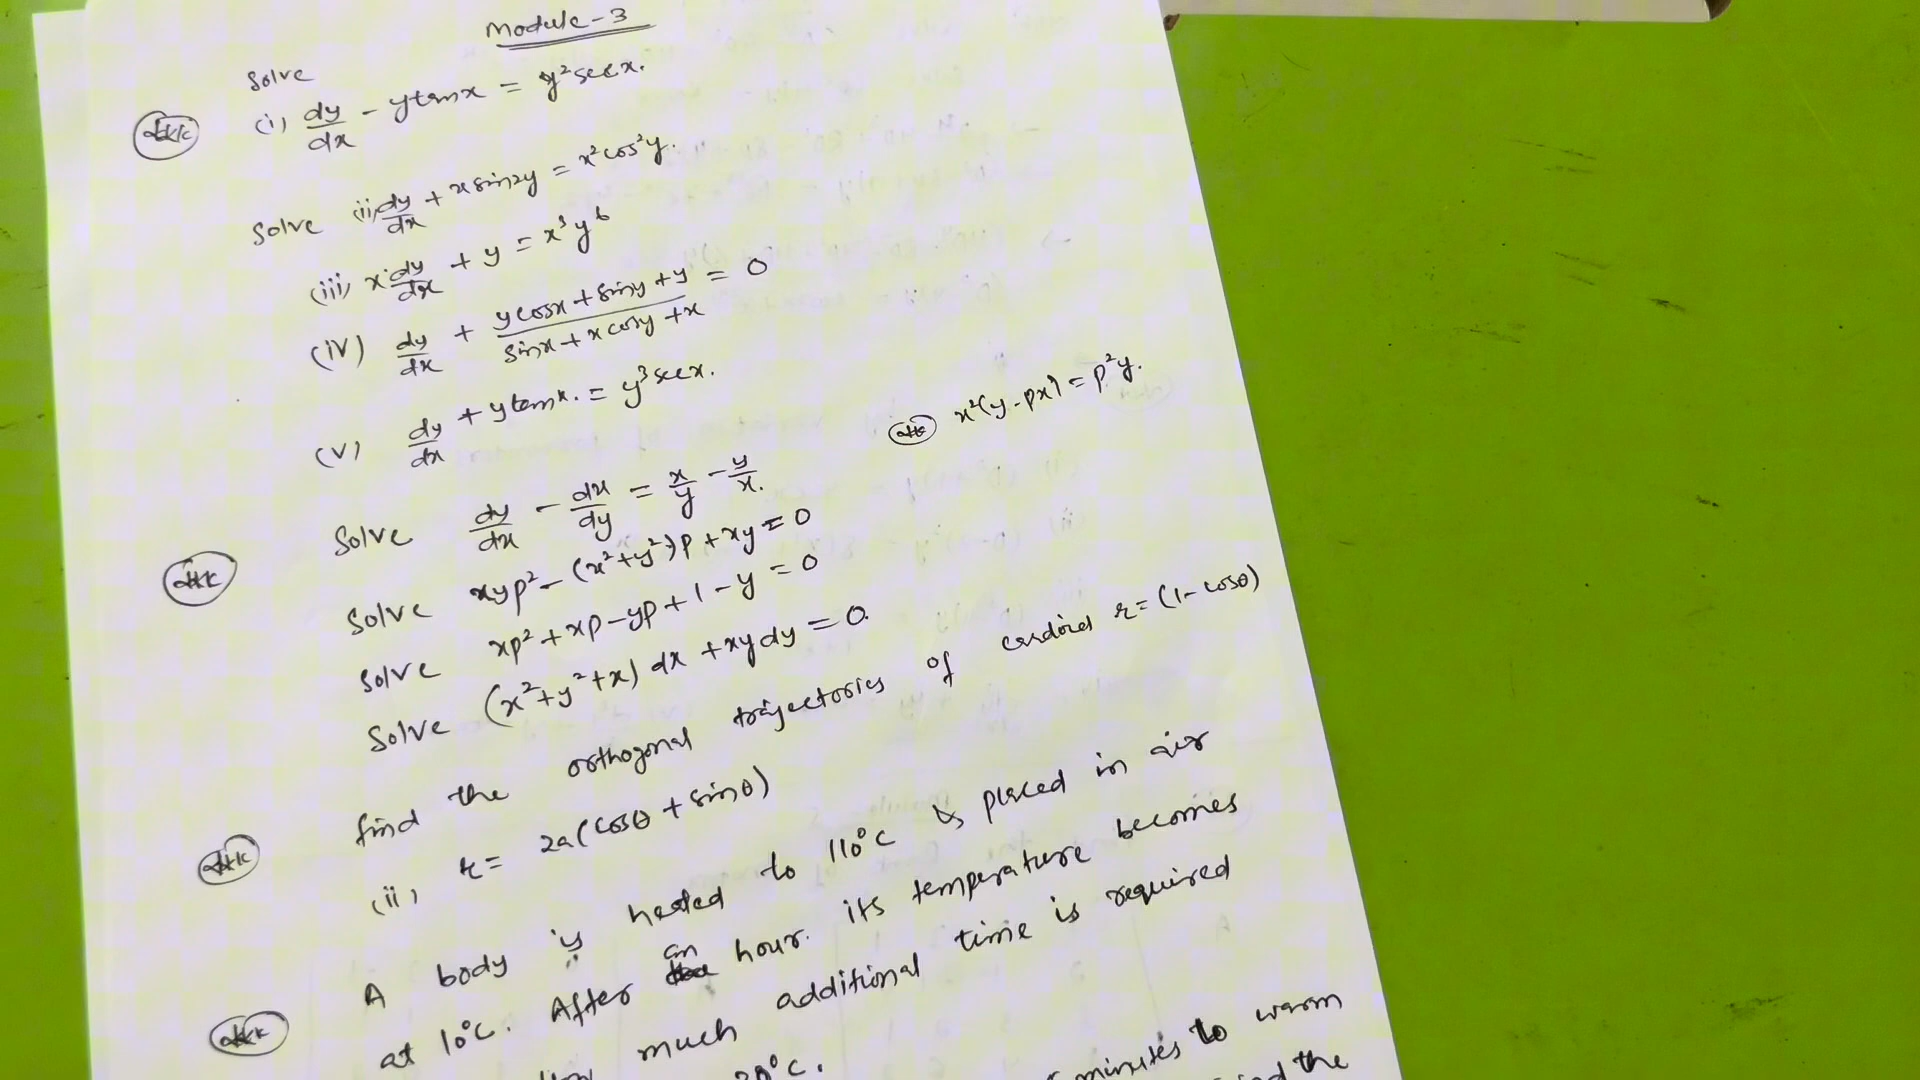 Module-3
Solve
(i) dy/dx - y tanx = y² secx.
Solve (ii) dy/dx + x sin2y = x² cos²y.
(iii) x dy/dx + y = x³ y⁶
(iv) dy/dx + (y cosx + siny + y)/(sinx + x cosy + x) = 0
(v) dy/dx + y tanx. = y³ secx.
x²(y - px) = p²y.
Solve dy/dx - dx/dy = x/y - y/x.
Solve xyp² - (x² + y²)p + xy = 0
Solve xp² + xp - yp + 1 - y = 0
Solve (x² + y² + x) dx + xy dy = 0.
find the orthogonal trajectories of cardioid r = (1 - cosθ)
(ii) r = 2a(cosθ + sinθ)
A body is heated to 110°C & placed in air
at 10°C. After an hour. its temperature becomes
much additional time is required
°C.
minutes to warm
the